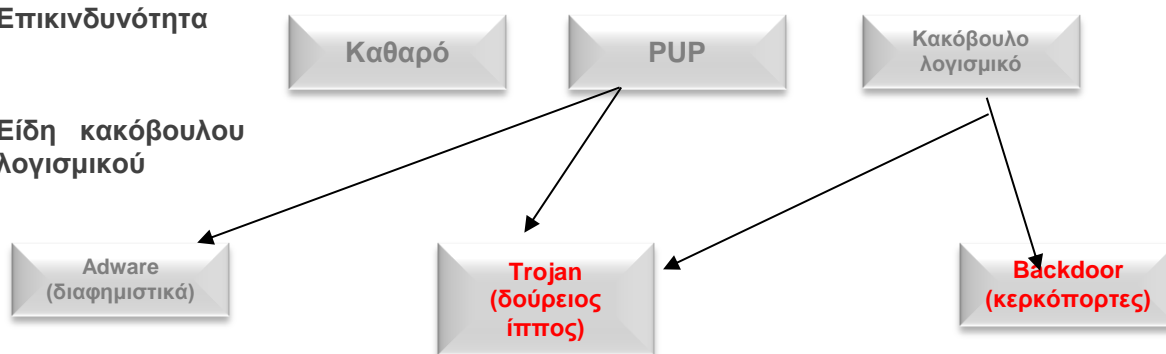 Επικινδυνότητα
Καθαρό
PUP
Κακόβουλο
λογισμικό
Είδη κακόβουλου
λογισμικού
Adware
(διαφημιστικά)
Trojan
(δούρειος
ίππος)
Backdoor
(κερκόπορτες)